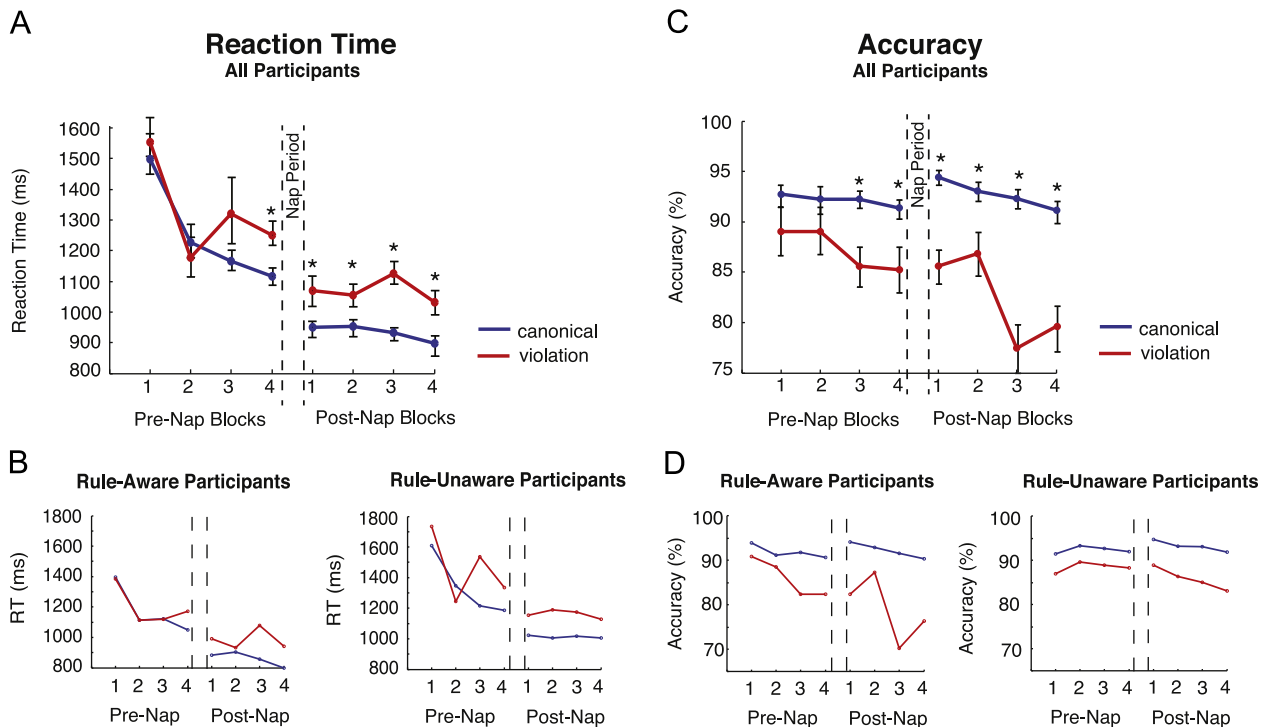 A
Reaction Time
All Participants
1600
1500
1400
1300
1200
1100
1000
900
800
Reaction Time (ms)
Nap Period
*
* * * *
canonical
violation
1 2 3 4 1 2 3 4
Pre-Nap Blocks Post-Nap Blocks
C
Accuracy
All Participants
100
95
90
85
80
75
Accuracy (%)
Nap Period
* *
* * * *
canonical
violation
1 2 3 4 1 2 3 4
Pre-Nap Blocks Post-Nap Blocks
B
Rule-Aware Participants
1800
1600
1400
1200
1000
800
RT (ms)
1 2 3 4 1 2 3 4
Pre-Nap Post-Nap
Rule-Unaware Participants
1800
1600
1400
1200
1000
800
RT (ms)
1 2 3 4 1 2 3 4
Pre-Nap Post-Nap
D
Rule-Aware Participants
100
90
80
70
Accuracy (%)
1 2 3 4 1 2 3 4
Pre-Nap Post-Nap
Rule-Unaware Participants
100
90
80
70
Accuracy (%)
1 2 3 4 1 2 3 4
Pre-Nap Post-Nap